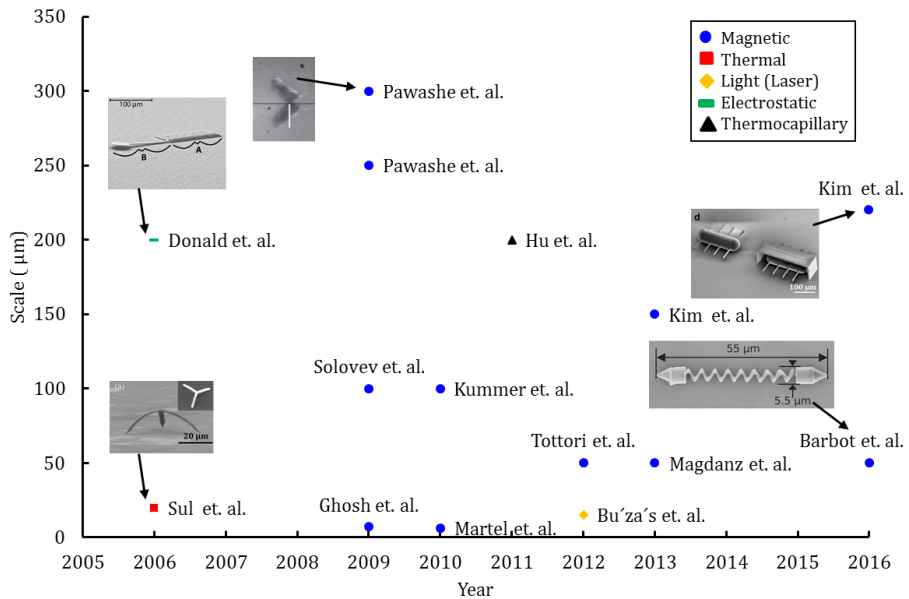 350
300
250
200
150
100
50
0
Scale ( μm)
2005 2006 2007 2008 2009 2010 2011 2012 2013 2014 2015 2016
Year
Magnetic
Thermal
Light (Laser)
Electrostatic
Thermocapillary
100 μm
B A
Pawashe et. al.
Pawashe et. al.
Kim et. al.
Donald et. al.
Hu et. al.
d
100 μm
Kim et. al.
55 μm
5.5 μm
Solovev et. al.
Kummer et. al.
(a)
20 μm
Tottori et. al.
Magdanz et. al.
Barbot et. al.
Sul et. al.
Ghosh et. al.
Martel et. al.
Bu´za´s et. al.